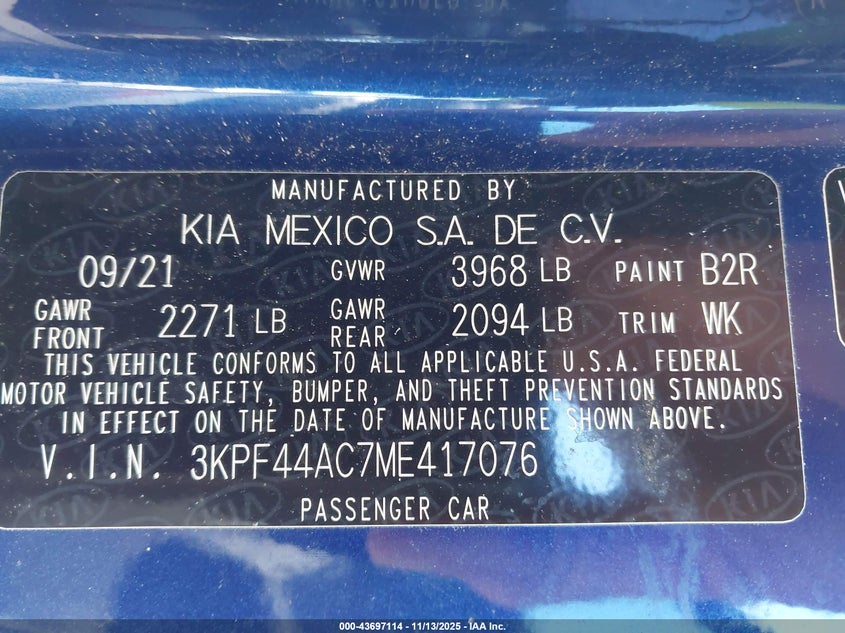 MANUFACTURED BY
KIA MEXICO S.A. DE C.V.
09/21 GVWR 3968 LB PAINT B2R
GAWR FRONT 2271 LB GAWR REAR 2094 LB TRIM WK
THIS VEHICLE CONFORMS TO ALL APPLICABLE U.S.A. FEDERAL
MOTOR VEHICLE SAFETY, BUMPER, AND THEFT PREVENTION STANDARDS
IN EFFECT ON THE DATE OF MANUFACTURE SHOWN ABOVE.
V.I.N. 3KPF44AC7ME417076
PASSENGER CAR
000-43697114 - 11/13/2025 - IAA Inc.